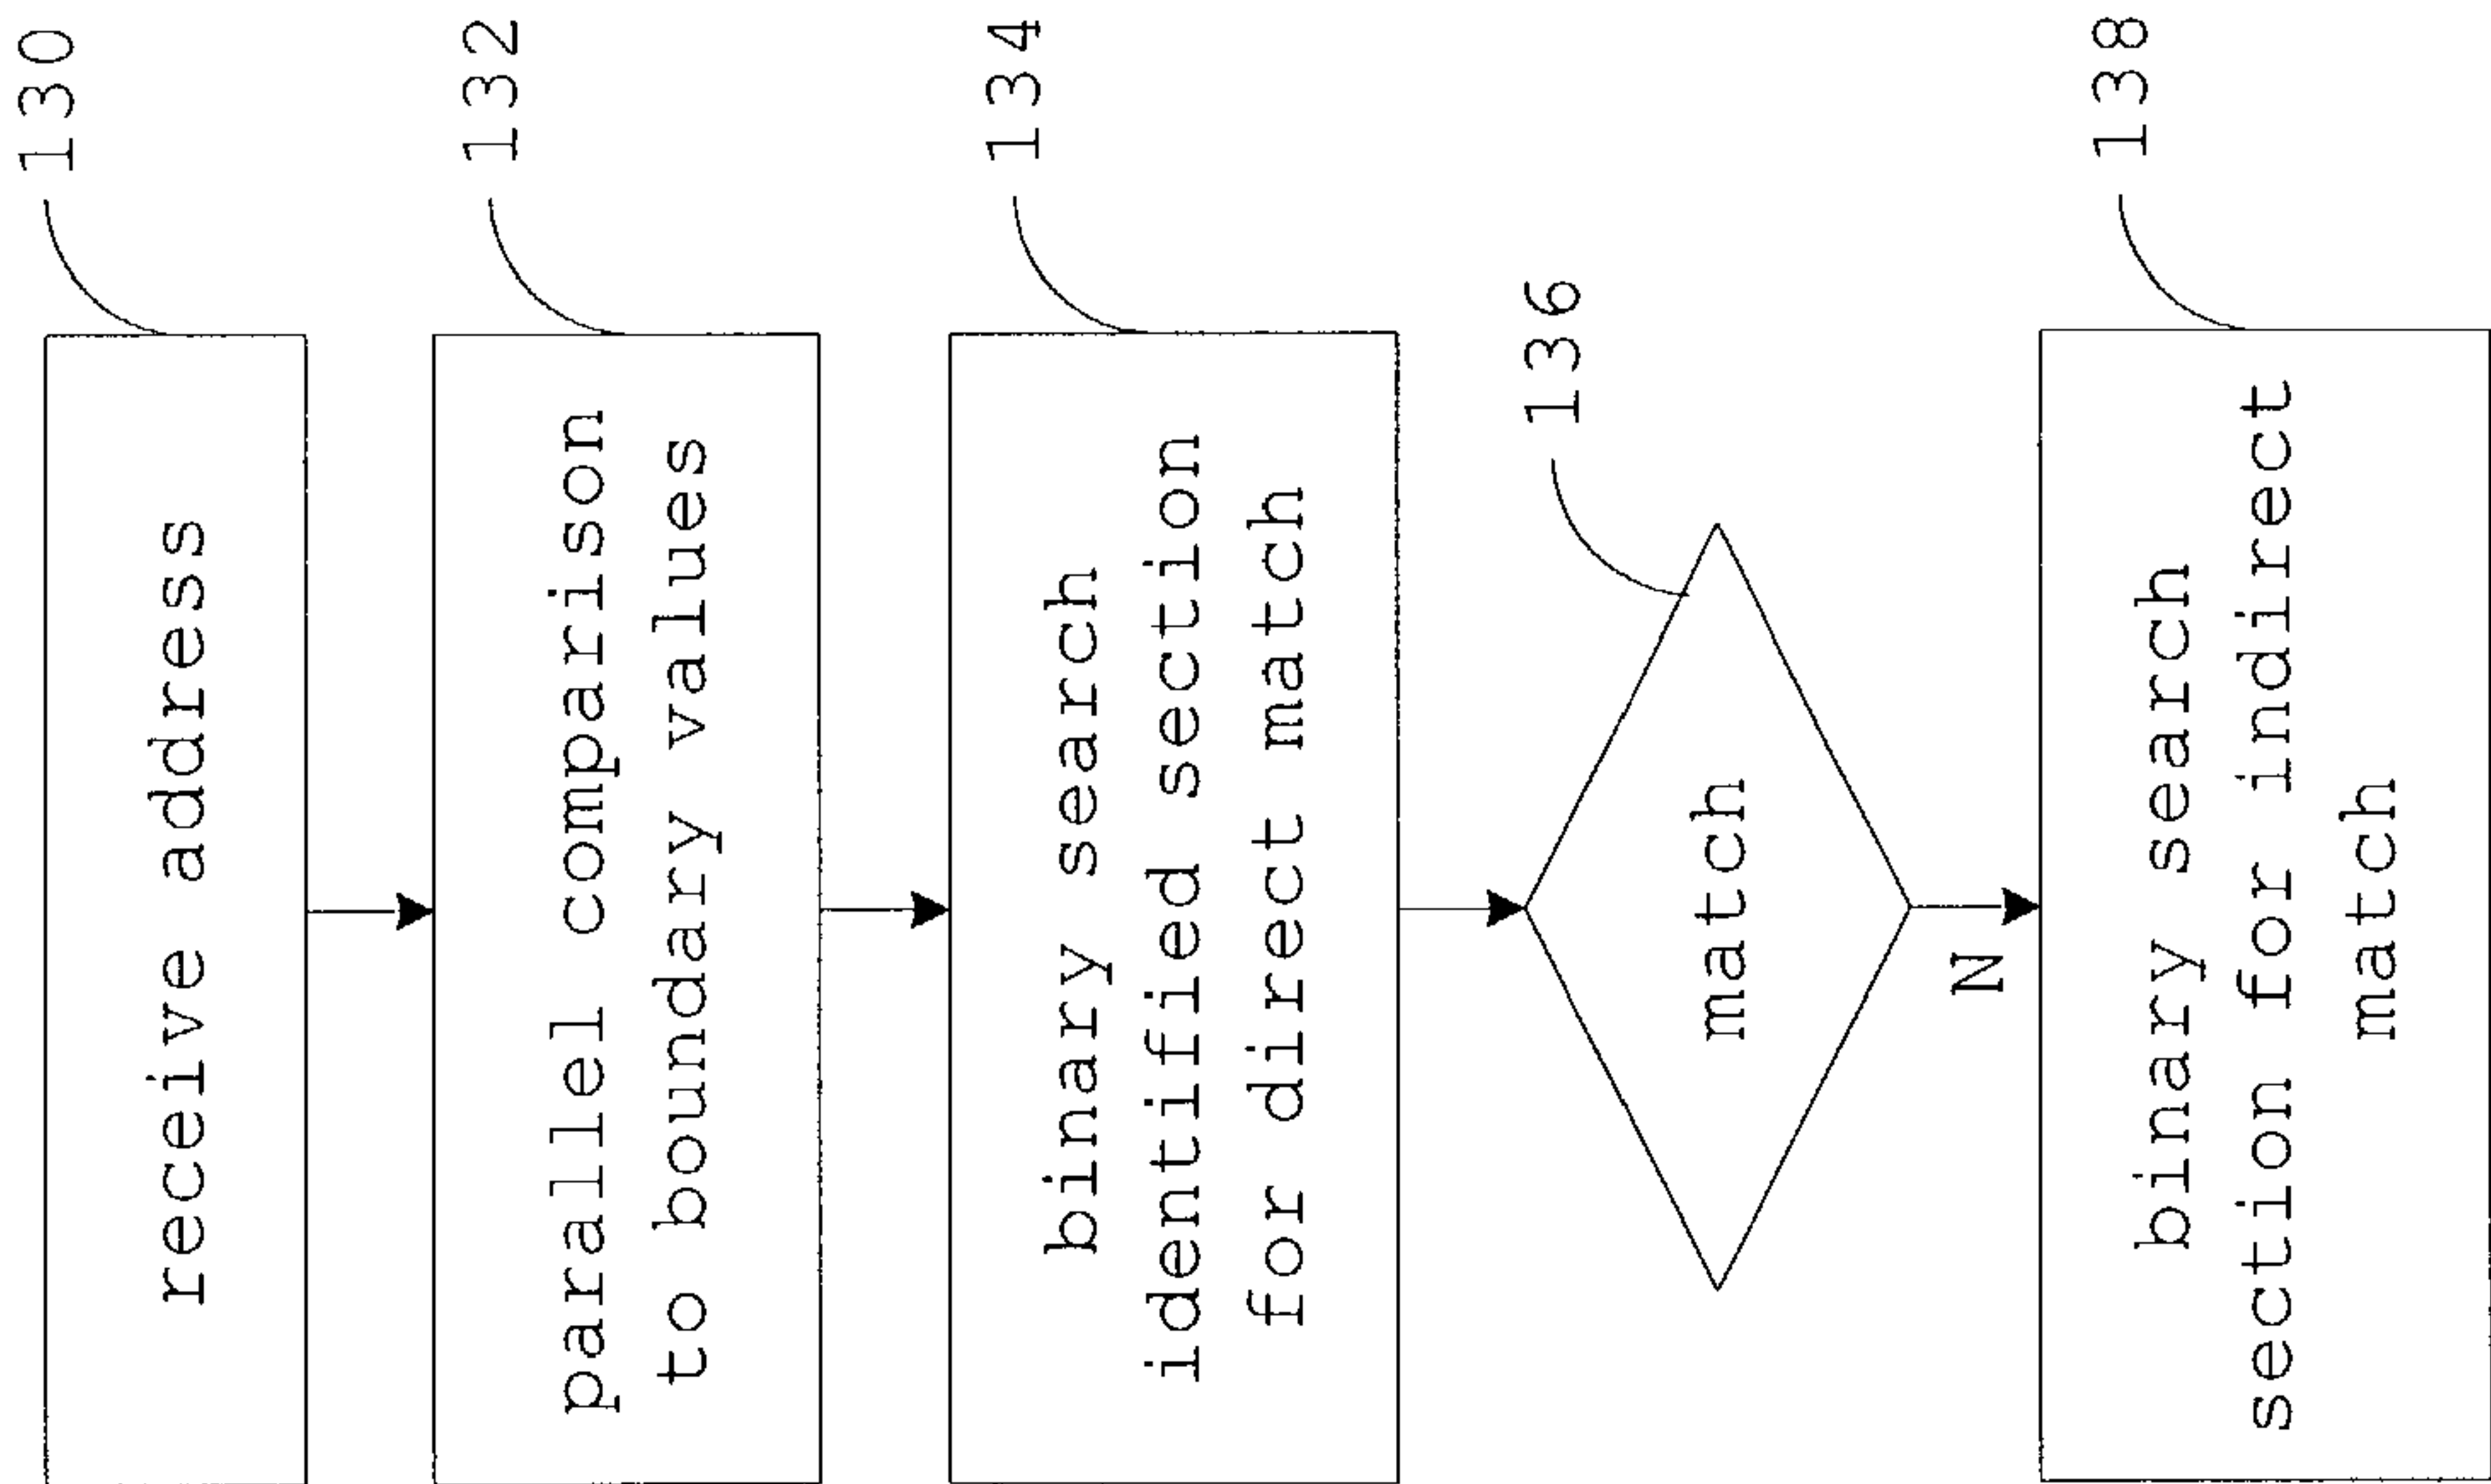 130
receive address
132
parallel comparison
to boundary values
134
binary search
identified section
for direct match
136
match
N
138
binary search
section for indirect
match